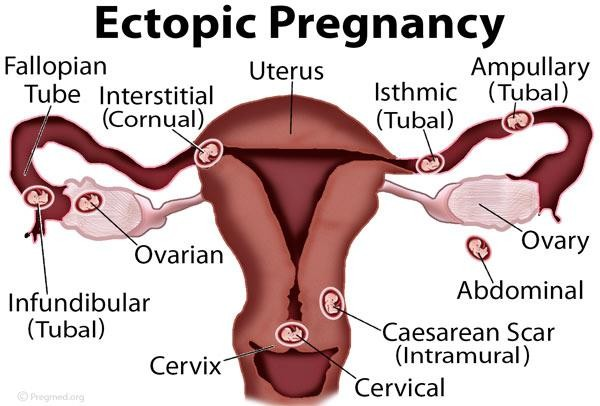 Ectopic Pregnancy
Fallopian
Tube
Interstitial
(Cornual)
Uterus
Isthmic
(Tubal)
Ampullary
(Tubal)
Ovarian
Ovary
Infundibular
(Tubal)
Abdominal
Caesarean Scar
(Intramural)
Cervix
Cervical
© Pregmed.org